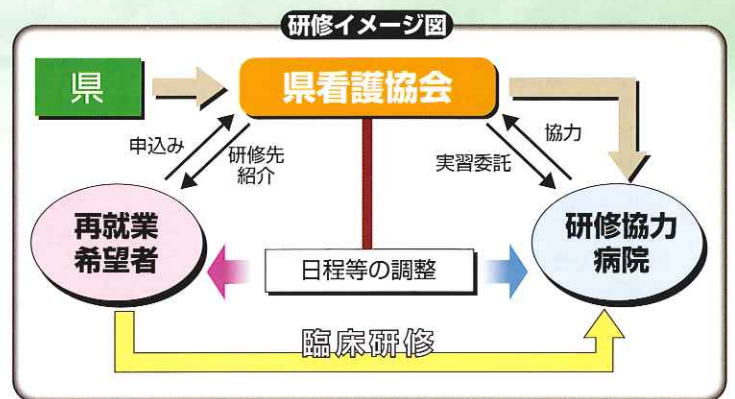 研修イメージ図
県
県看護協会
申込み
研修先
紹介
実習委託
協力
再就業
希望者
日程等の調整
研修協力
病院
臨床研修